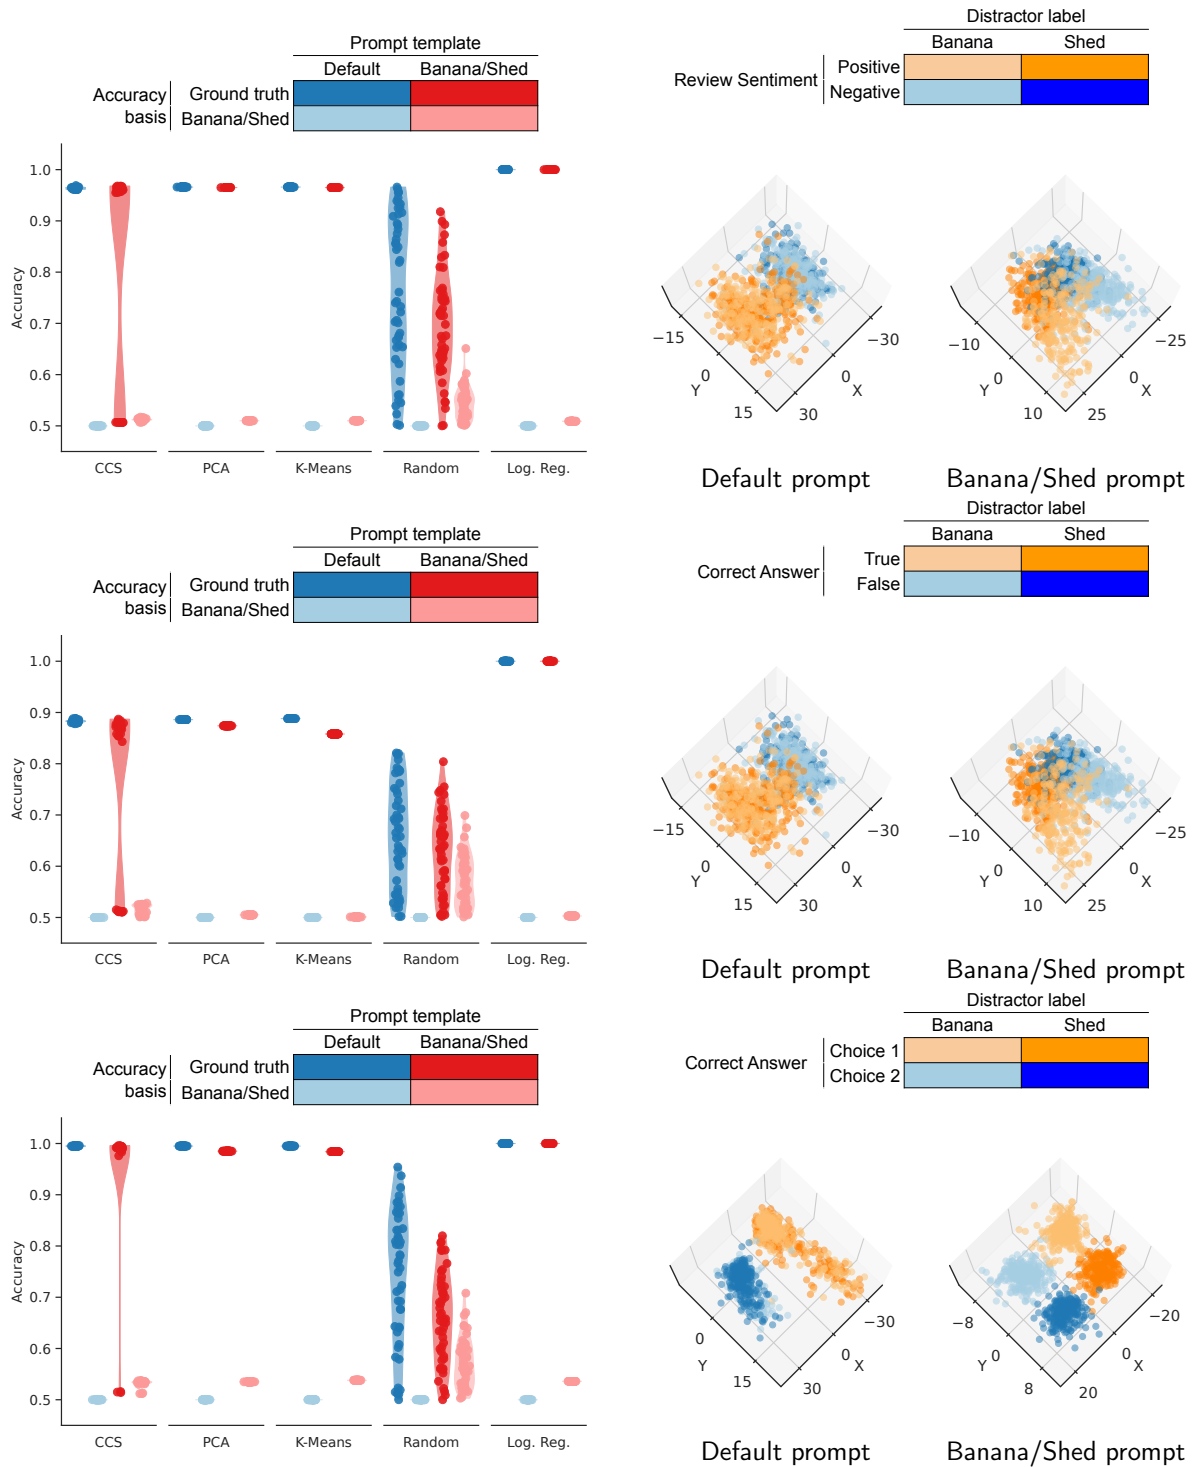 Prompt template
Default Banana/Shed
Accuracy basis Ground truth
Banana/Shed
Accuracy
1.0
0.9
0.8
0.7
0.6
0.5
CCS PCA K-Means Random Log. Reg.
Distractor label
Banana Shed
Review Sentiment Positive
Negative
−15 0 15 Y
30 0 −30 X
Default prompt
−10 0 10 Y
25 0 −25 X
Banana/Shed prompt
Prompt template
Default Banana/Shed
Accuracy basis Ground truth
Banana/Shed
Accuracy
1.0
0.9
0.8
0.7
0.6
0.5
CCS PCA K-Means Random Log. Reg.
Distractor label
Banana Shed
Correct Answer True
False
−15 0 15 Y
30 0 −30 X
Default prompt
−10 0 10 Y
25 0 −25 X
Banana/Shed prompt
Prompt template
Default Banana/Shed
Accuracy basis Ground truth
Banana/Shed
Accuracy
1.0
0.9
0.8
0.7
0.6
0.5
CCS PCA K-Means Random Log. Reg.
Distractor label
Banana Shed
Correct Answer Choice 1
Choice 2
0 15 Y
30 0 −30 X
Default prompt
−8 0 8 Y
20 0 −20 X
Banana/Shed prompt